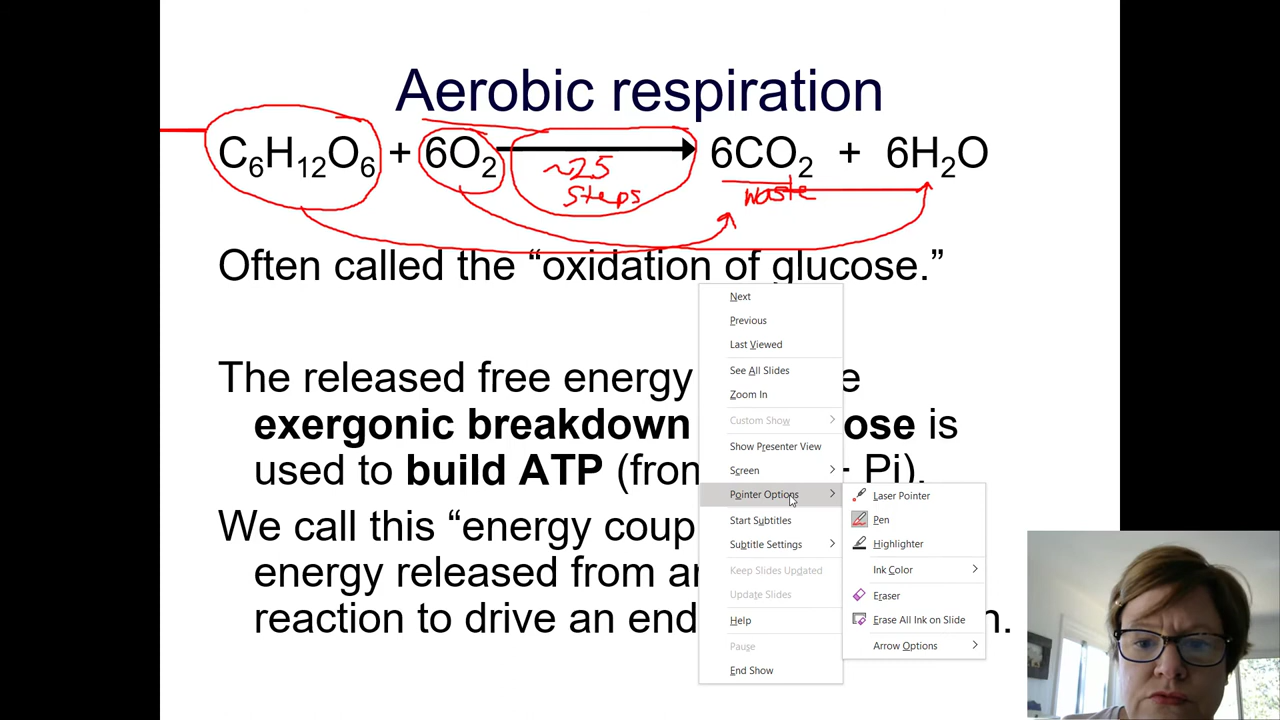 Aerobic respiration
C₆H₁₂O₆ + 6O₂ 6CO₂ + 6H₂O
~25
steps
waste
Often called the “oxidation of glucose.”
The released free energy e
exergonic breakdown ose is
used to build ATP (from - Pi).
We call this “energy coup
energy released from an
reaction to drive an end n.
Next
Previous
Last Viewed
See All Slides
Zoom In
Custom Show
Show Presenter View
Screen
Pointer Options
Start Subtitles
Subtitle Settings
Keep Slides Updated
Update Slides
Help
Pause
End Show
Laser Pointer
Pen
Highlighter
Ink Color
Eraser
Erase All Ink on Slide
Arrow Options